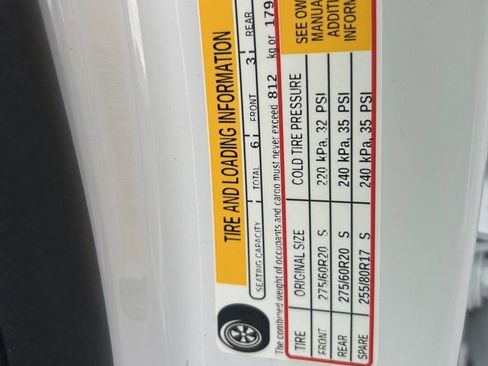 TIRE AND LOADING INFORMATION
SEATING CAPACITY TOTAL 6 FRONT 3 REAR
The combined weight of occupants and cargo must never exceed 812 kg or 179
TIRE ORIGINAL SIZE COLD TIRE PRESSURE
FRONT 275/60R20 S 220 kPa, 32 PSI
REAR 275/60R20 S 240 kPa, 35 PSI
SPARE 255/80R17 S 240 kPa, 35 PSI
SEE OW
MANUA
ADDITI
INFORM